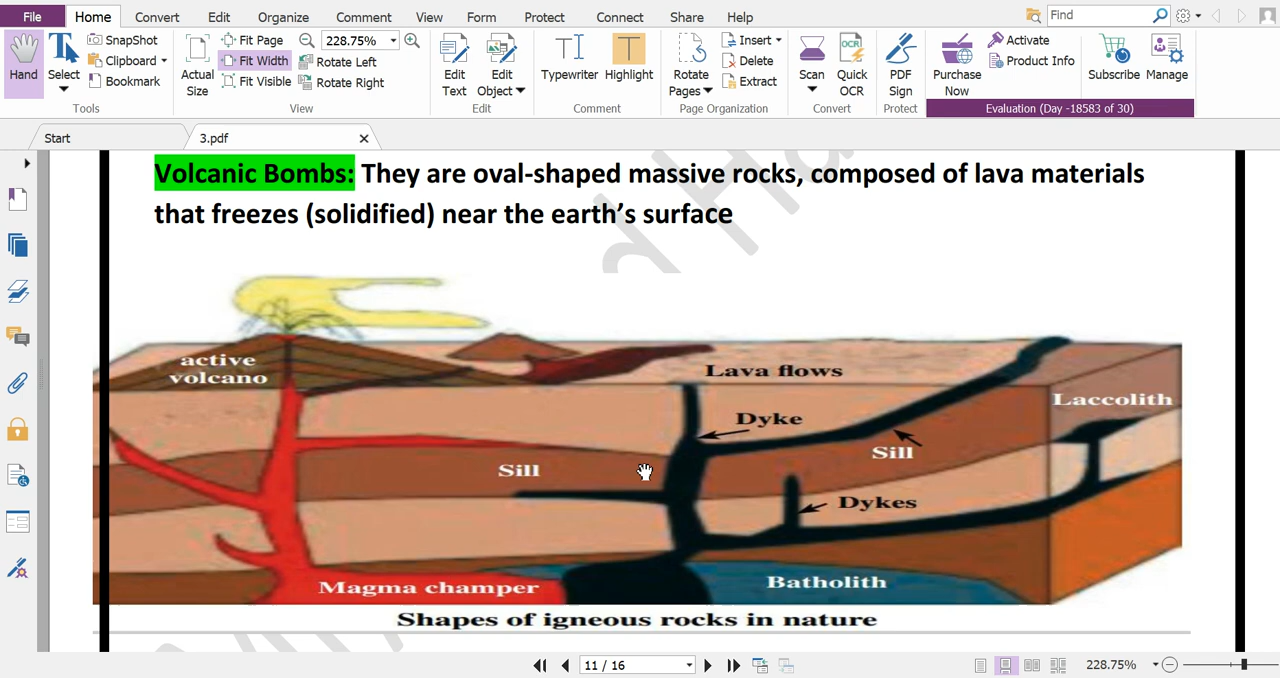 File Home Convert Edit Organize Comment View Form Protect Connect Share Help Find
Hand
Select
SnapShot
Clipboard
Bookmark
Tools
Actual Size
Fit Page
Fit Width
Fit Visible
228.75%
Rotate Left
Rotate Right
View
Edit Text
Edit Object
Edit
Typewriter
Highlight
Comment
Rotate Pages
Insert
Delete
Extract
Page Organization
Scan
Quick OCR
Convert
PDF Sign
Protect
Purchase Now
Activate
Product Info
Subscribe
Manage
Evaluation (Day -18583 of 30)
Start
3.pdf
Volcanic Bombs: They are oval-shaped massive rocks, composed of lava materials
that freezes (solidified) near the earth’s surface
active
volcano
Lava flows
Laccolith
Dyke
Sill
Sill
Dykes
Magma champer
Batholith
Shapes of igneous rocks in nature
11 / 16
228.75%